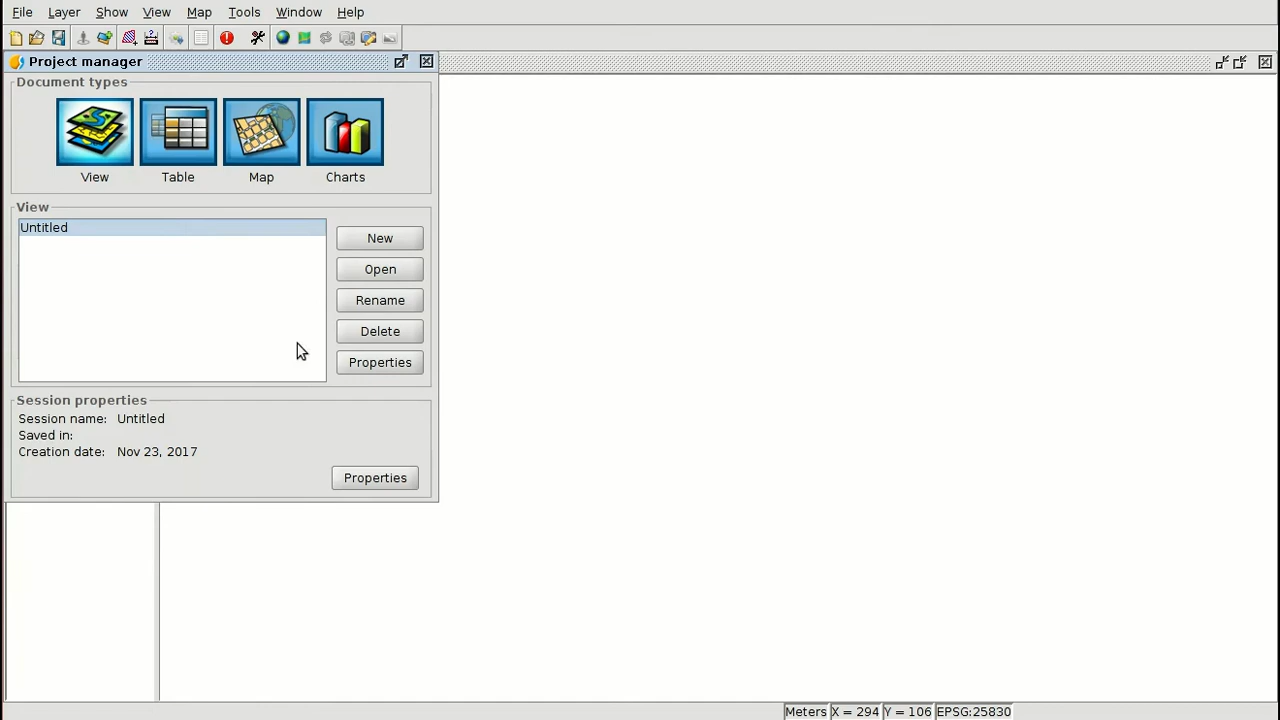 File Layer Show View Map Tools Window Help
Project manager
Document types
View Table Map Charts
View
Untitled
New
Open
Rename
Delete
Properties
Session properties
Session name: Untitled
Saved in:
Creation date: Nov 23, 2017
Properties
Meters X = 294 Y = 106 EPSG:25830